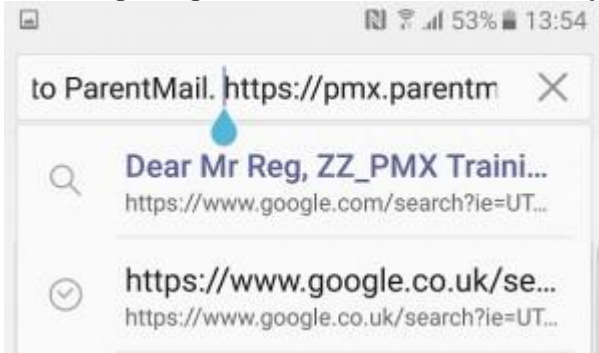 53% 13:54
to ParentMail. https://pmx.parentm
Dear Mr Reg, ZZ_PMX Traini...
https://www.google.com/search?ie=UT...
https://www.google.co.uk/se...
https://www.google.co.uk/search?ie=UT...